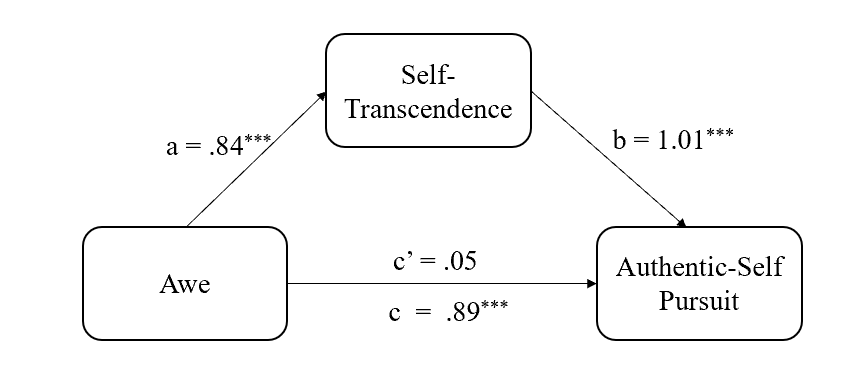 Self-
Transcendence
a = .84***
b = 1.01***
Awe
c’ = .05
c = .89***
Authentic-Self
Pursuit